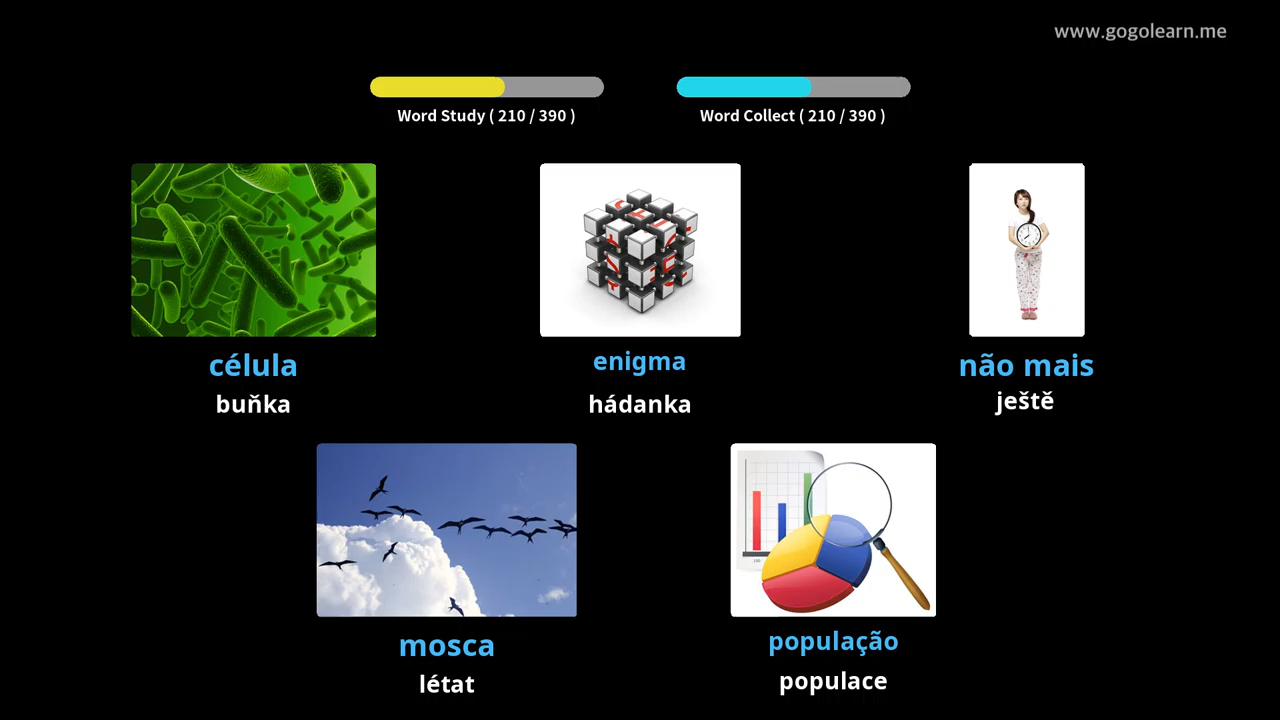 www.gogolearn.me
Word Study ( 210 / 390 )
Word Collect ( 210 / 390 )
célula
buňka
enigma
hádanka
não mais
ještě
mosca
létat
população
populace